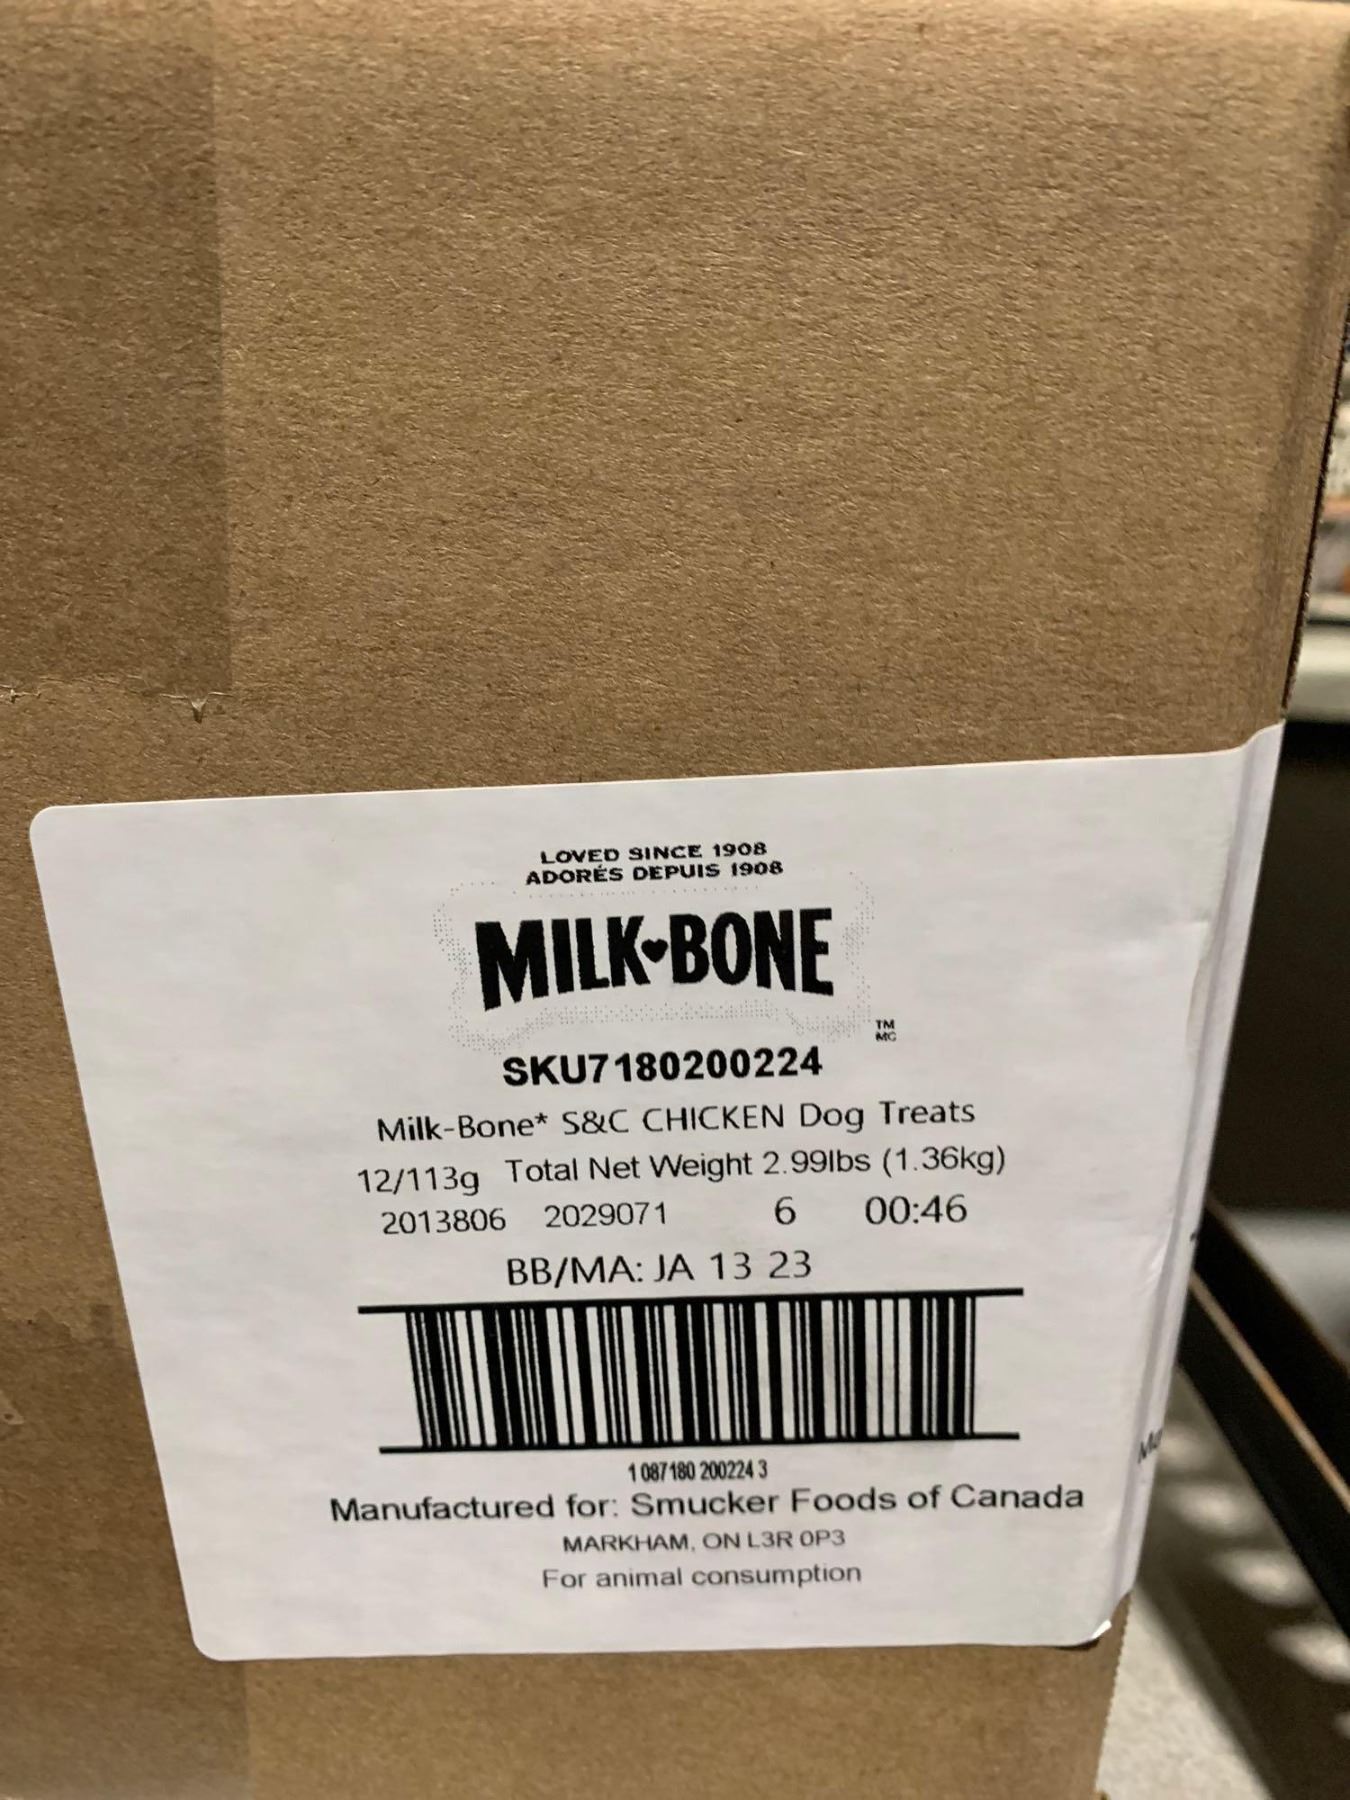 LOVED SINCE 1908
ADORÉS DEPUIS 1908
MILK BONE
TM
MC
SKU7180200224
Milk-Bone* S&C CHICKEN Dog Treats
12/113g Total Net Weight 2.99lbs (1.36kg)
2013806 2029071 6 00:46
BB/MA: JA 13 23
1 087180 200224 3
Manufactured for: Smucker Foods of Canada
MARKHAM, ON L3R 0P3
For animal consumption